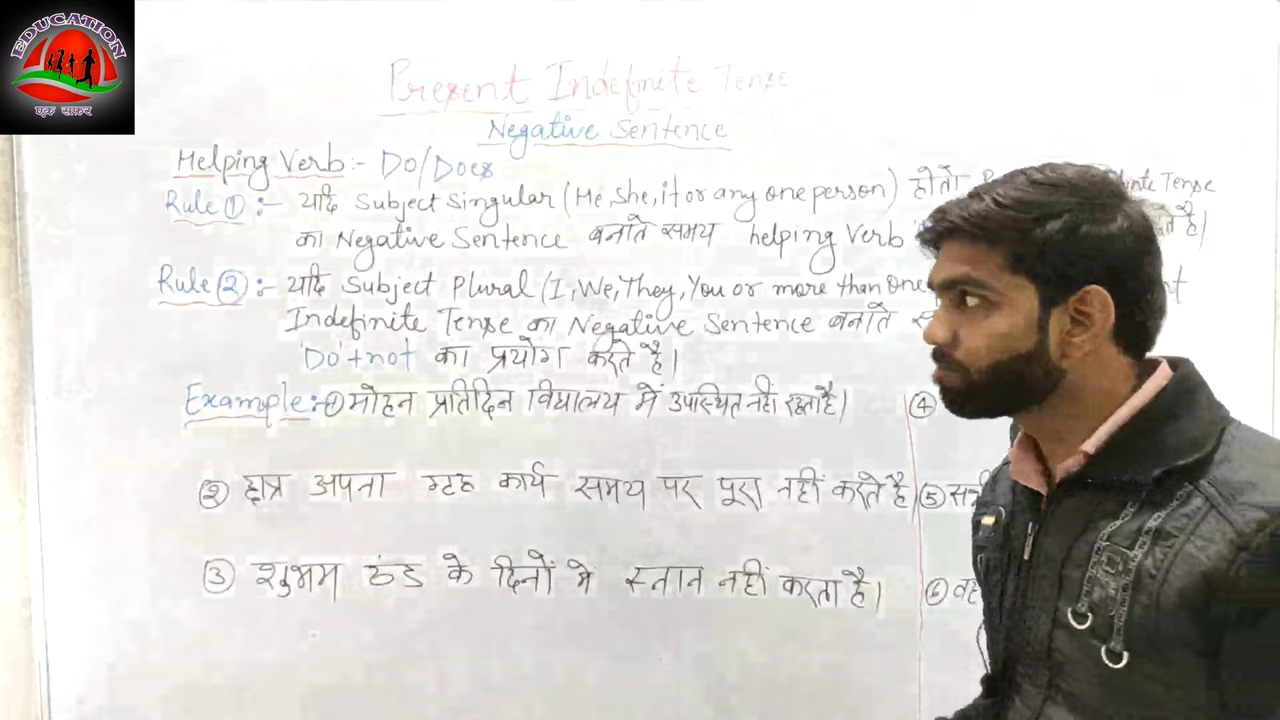 EDUCATION
एक सफ़र
Present Indefinite Tense
Negative Sentence
Helping Verb:- Do/Does
Rule ① :- यदि Subject Singular (He, She, it or any one person) होतो Tense
का Negative Sentence बनाते समय helping Verb है।
Rule ② :- यदि Subject Plural (I, We, They, You or more than One
Indefinite Tense का Negative Sentence बनाते
'Do'+not का प्रयोग करते है।
Example:- ① मोहन प्रतिदिन विद्यालय में उपस्थित नहीं रहता है। ④
② छात्र अपना ग्रह कार्य समय पर पूरा नहीं करते है। ⑤
③ शुभम ठंड के दिनों मे स्नान नहीं करता है। ⑥ वह